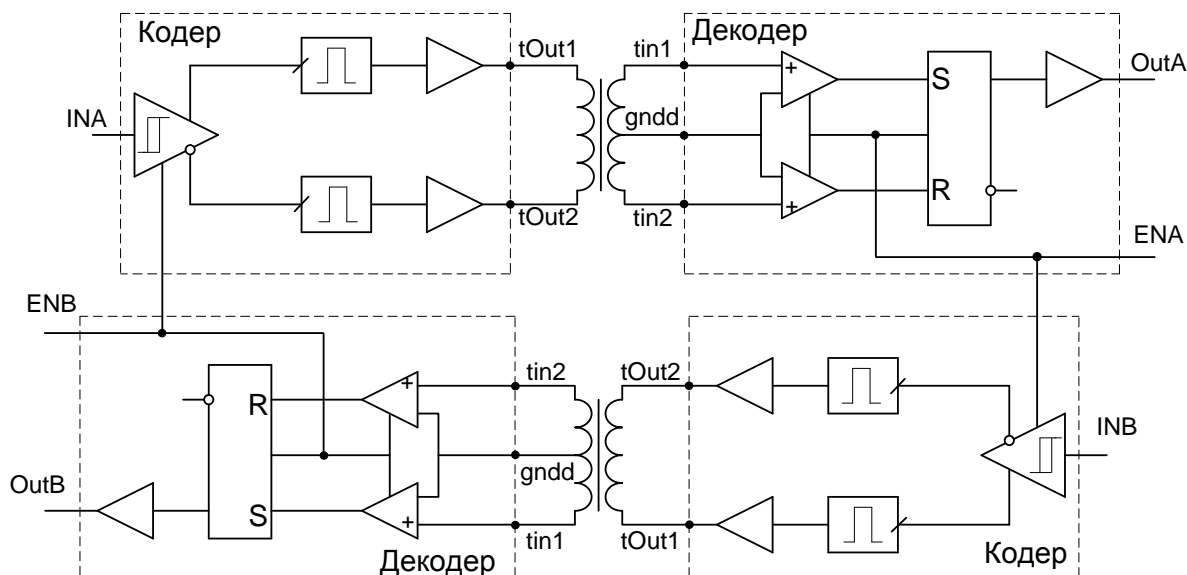 Кодер
tOut1
INA
tOut2
tin1
gndd
tin2
Декодер
+
+
S
R
OutA
ENA
ENB
OutB
R
S
+
+
Декодер
tin2
gndd
tin1
tOut2
tOut1
INB
Кодер